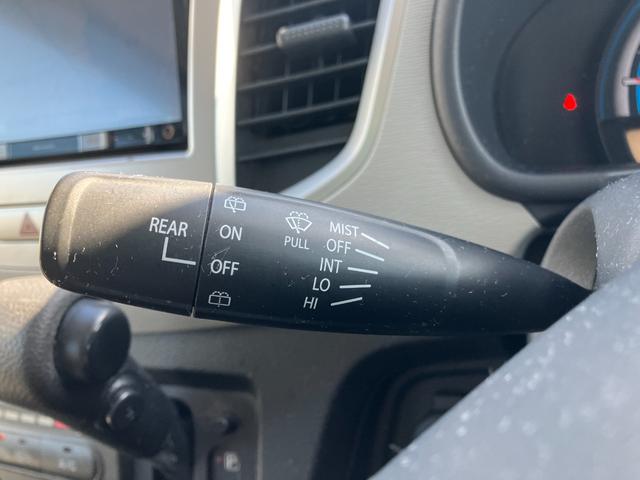 REAR
ON
OFF
PULL
MIST
OFF
INT
LO
HI